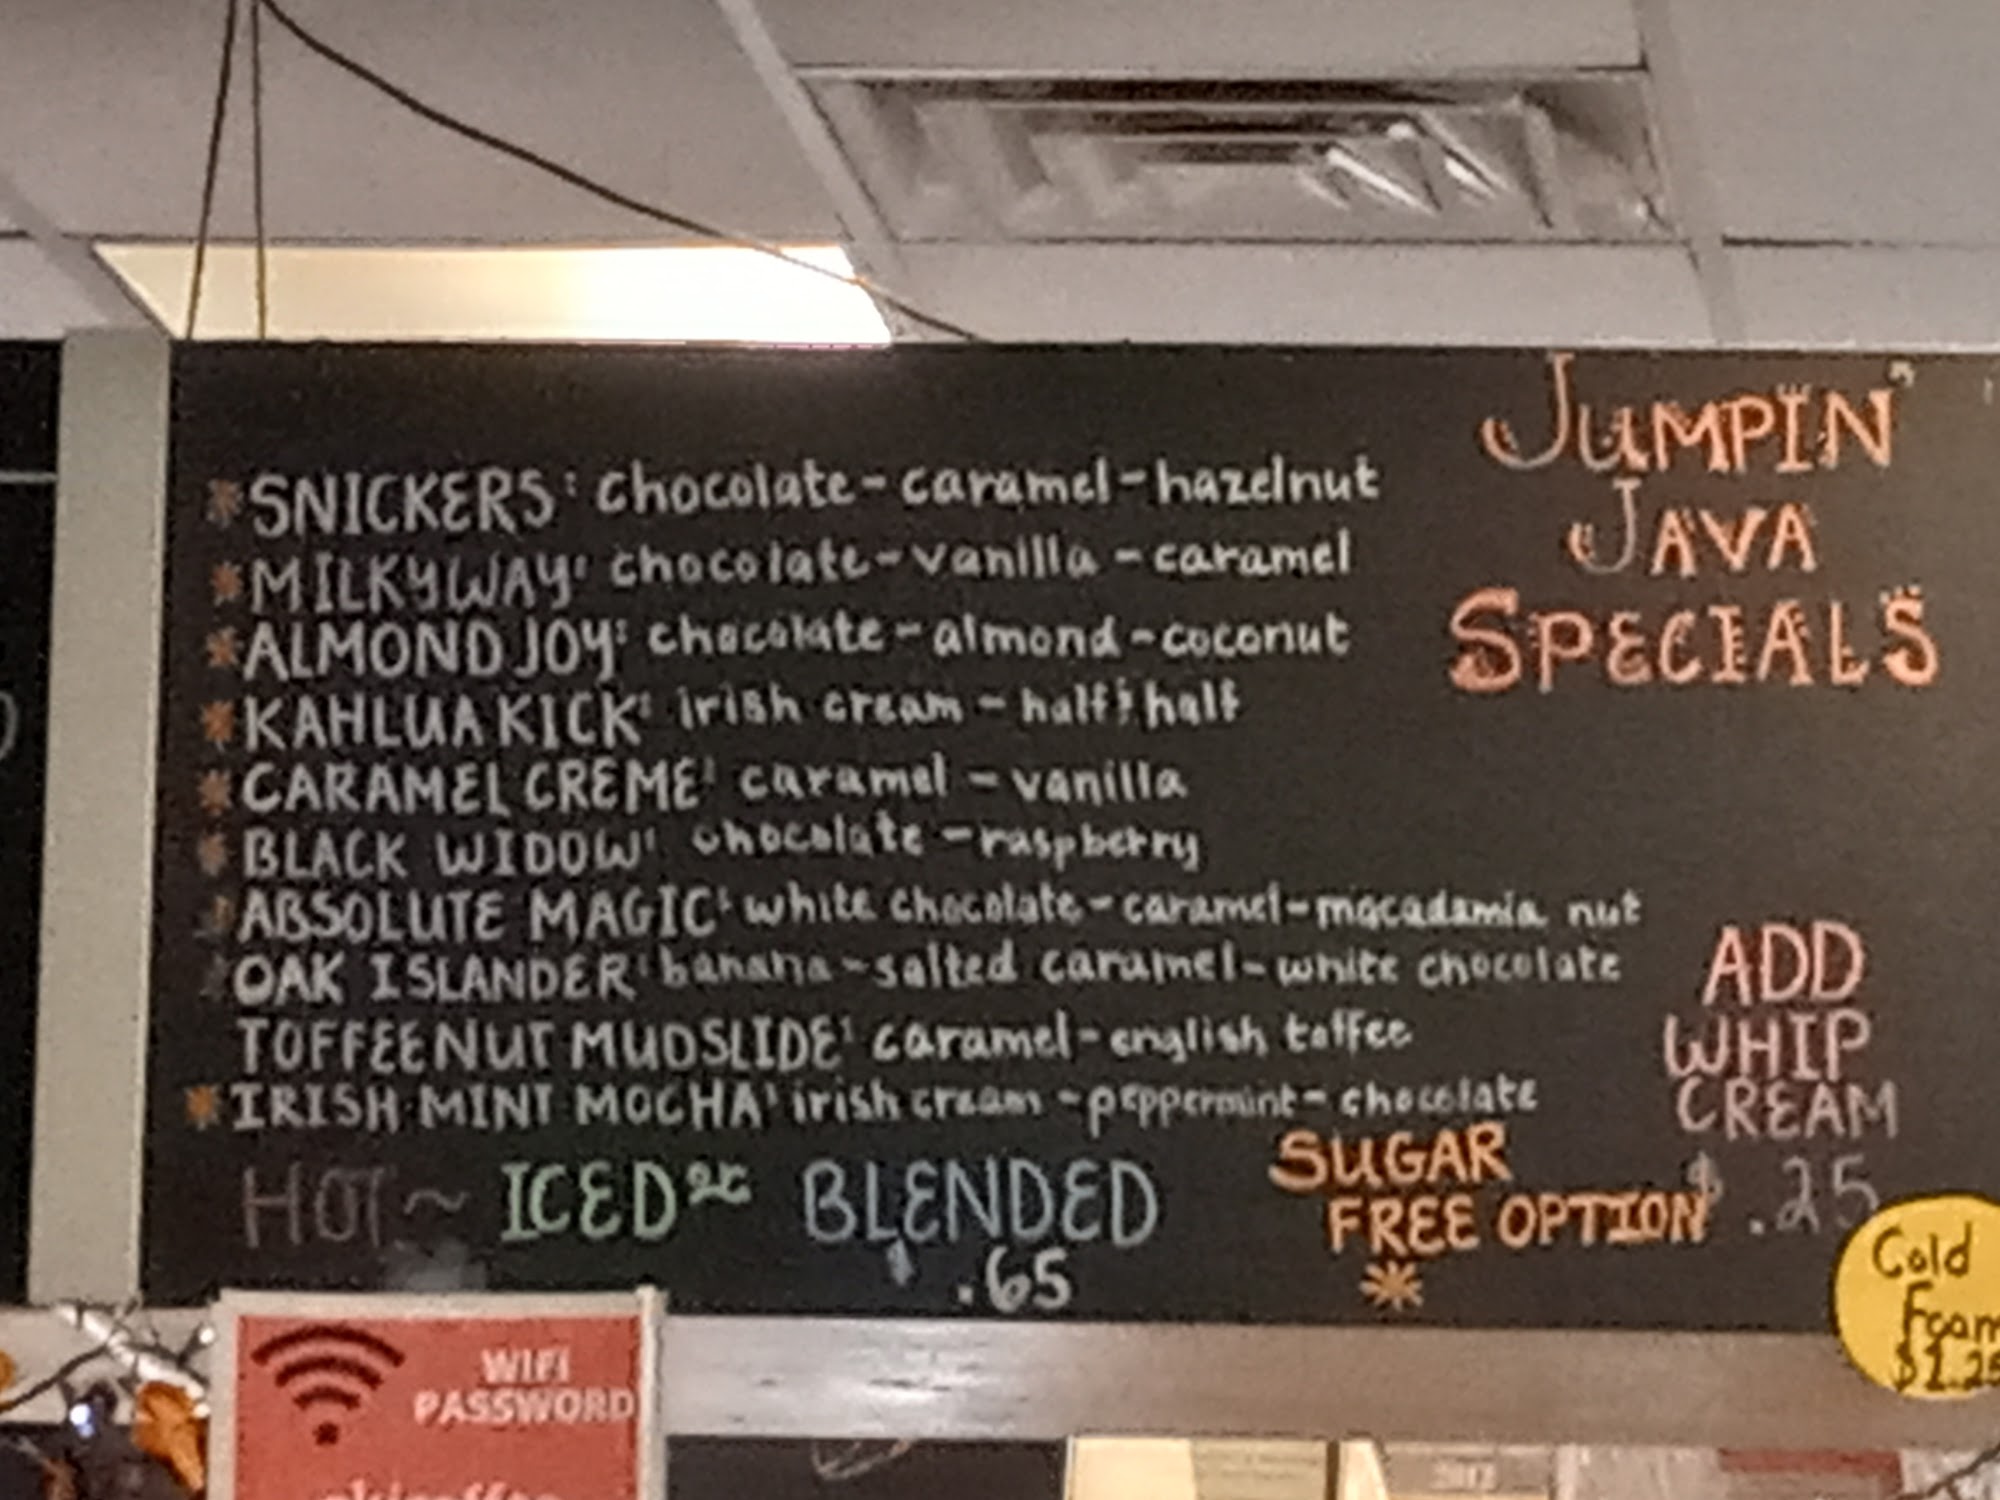 JUMPIN'
JAVA
SPECIALS
*SNICKERS: chocolate-caramel-hazelnut
*MILKYWAY: chocolate-vanilla-caramel
*ALMOND JOY: chocolate-almond-coconut
*KAHLUA KICK: irish cream-half & half
*CARAMEL CREME: caramel-vanilla
*BLACK WIDOW: chocolate-raspberry
*ABSOLUTE MAGIC: white chocolate-caramel-macadamia nut
*OAK ISLANDER: banana-salted caramel-white chocolate
TOFFEENUT MUDSLIDE: caramel-english toffee
*IRISH MINT MOCHA: irish cream-peppermint-chocolate
HOT~ICED or BLENDED
$.65
SUGAR
FREE OPTION
*
ADD
WHIP
CREAM
$.25
Cold
Foam
$1.25
WIFI
PASSWORD